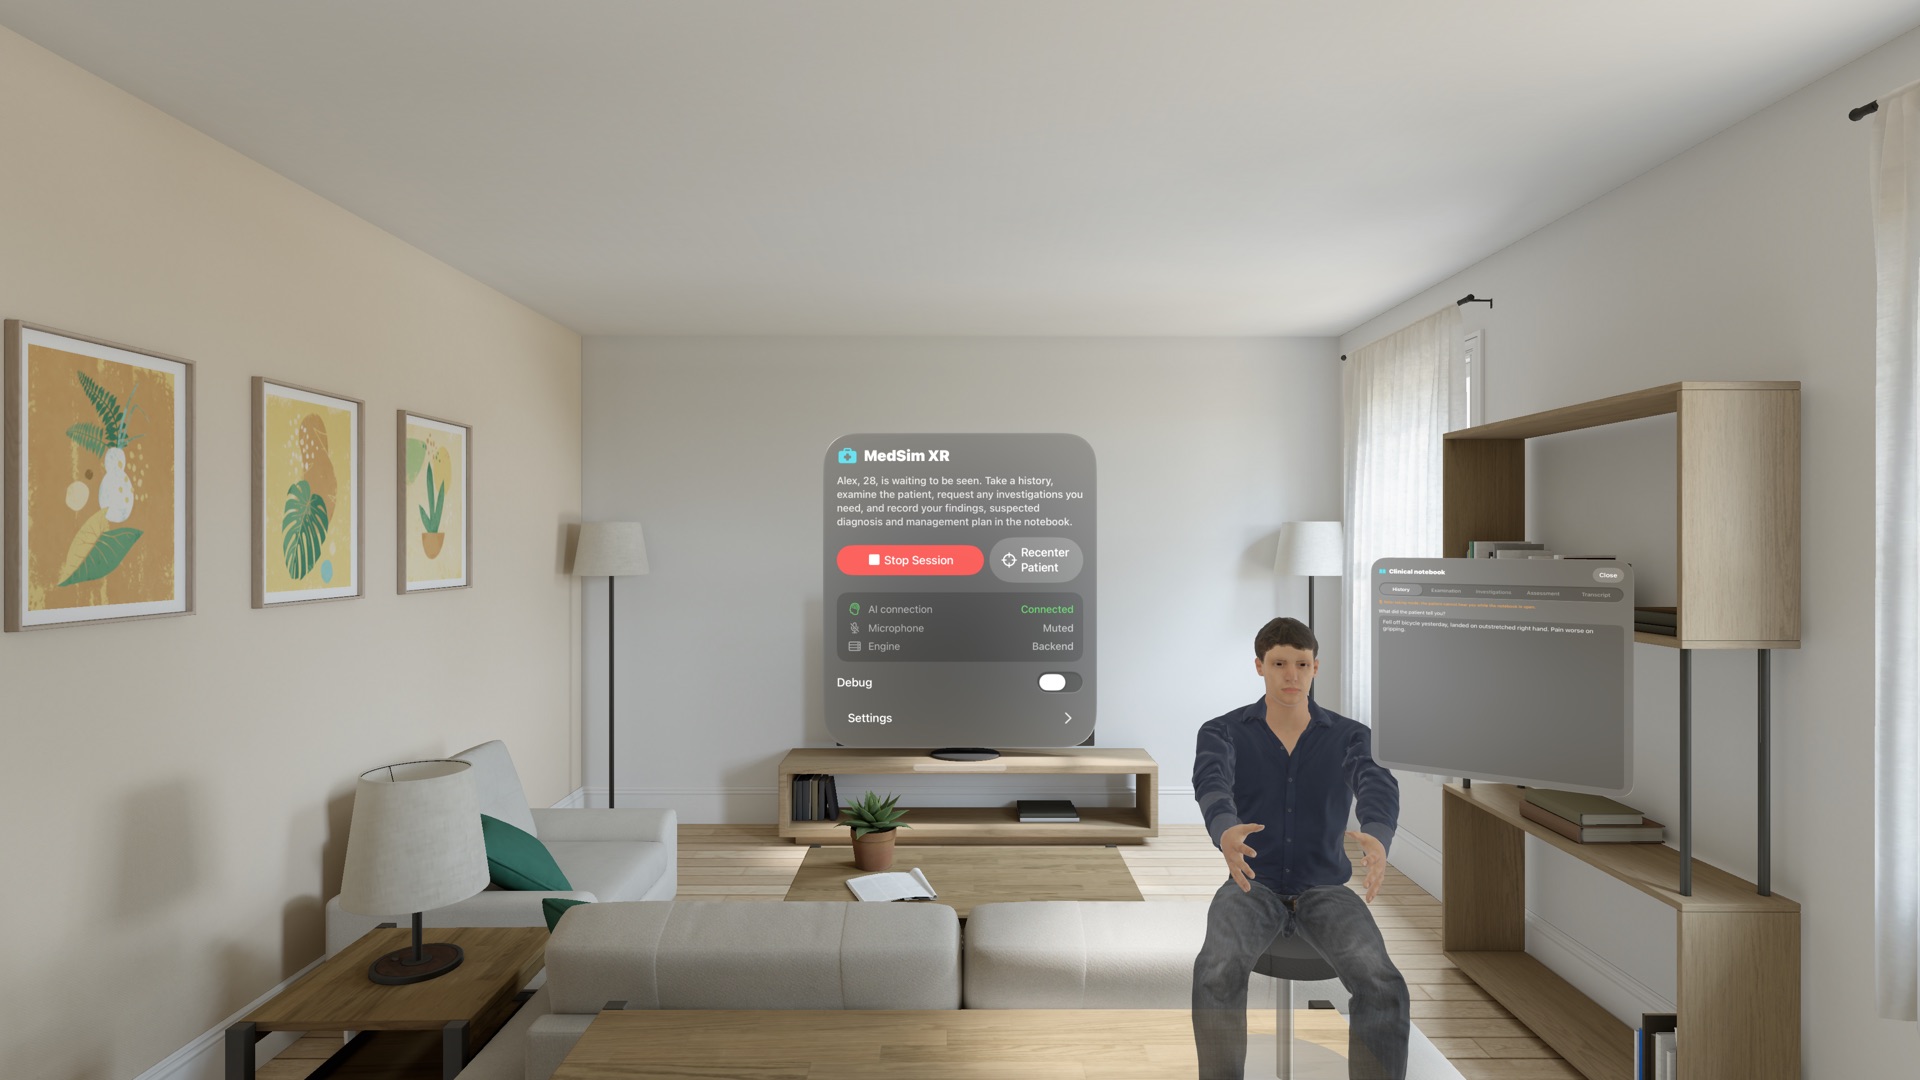 MedSim XR
Alex, 28, is waiting to be seen. Take a history,
examine the patient, request any investigations you
need, and record your findings, suspected
diagnosis and management plan in the notebook.
Stop Session
Recenter
Patient
AI connection Connected
Microphone Muted
Engine Backend
Debug
Settings
Clinical notebook
Close
History Examination Investigations Assessment Transcript
What did the patient tell you?
Fell off bicycle yesterday, landed on outstretched right hand. Pain worse on
gripping.